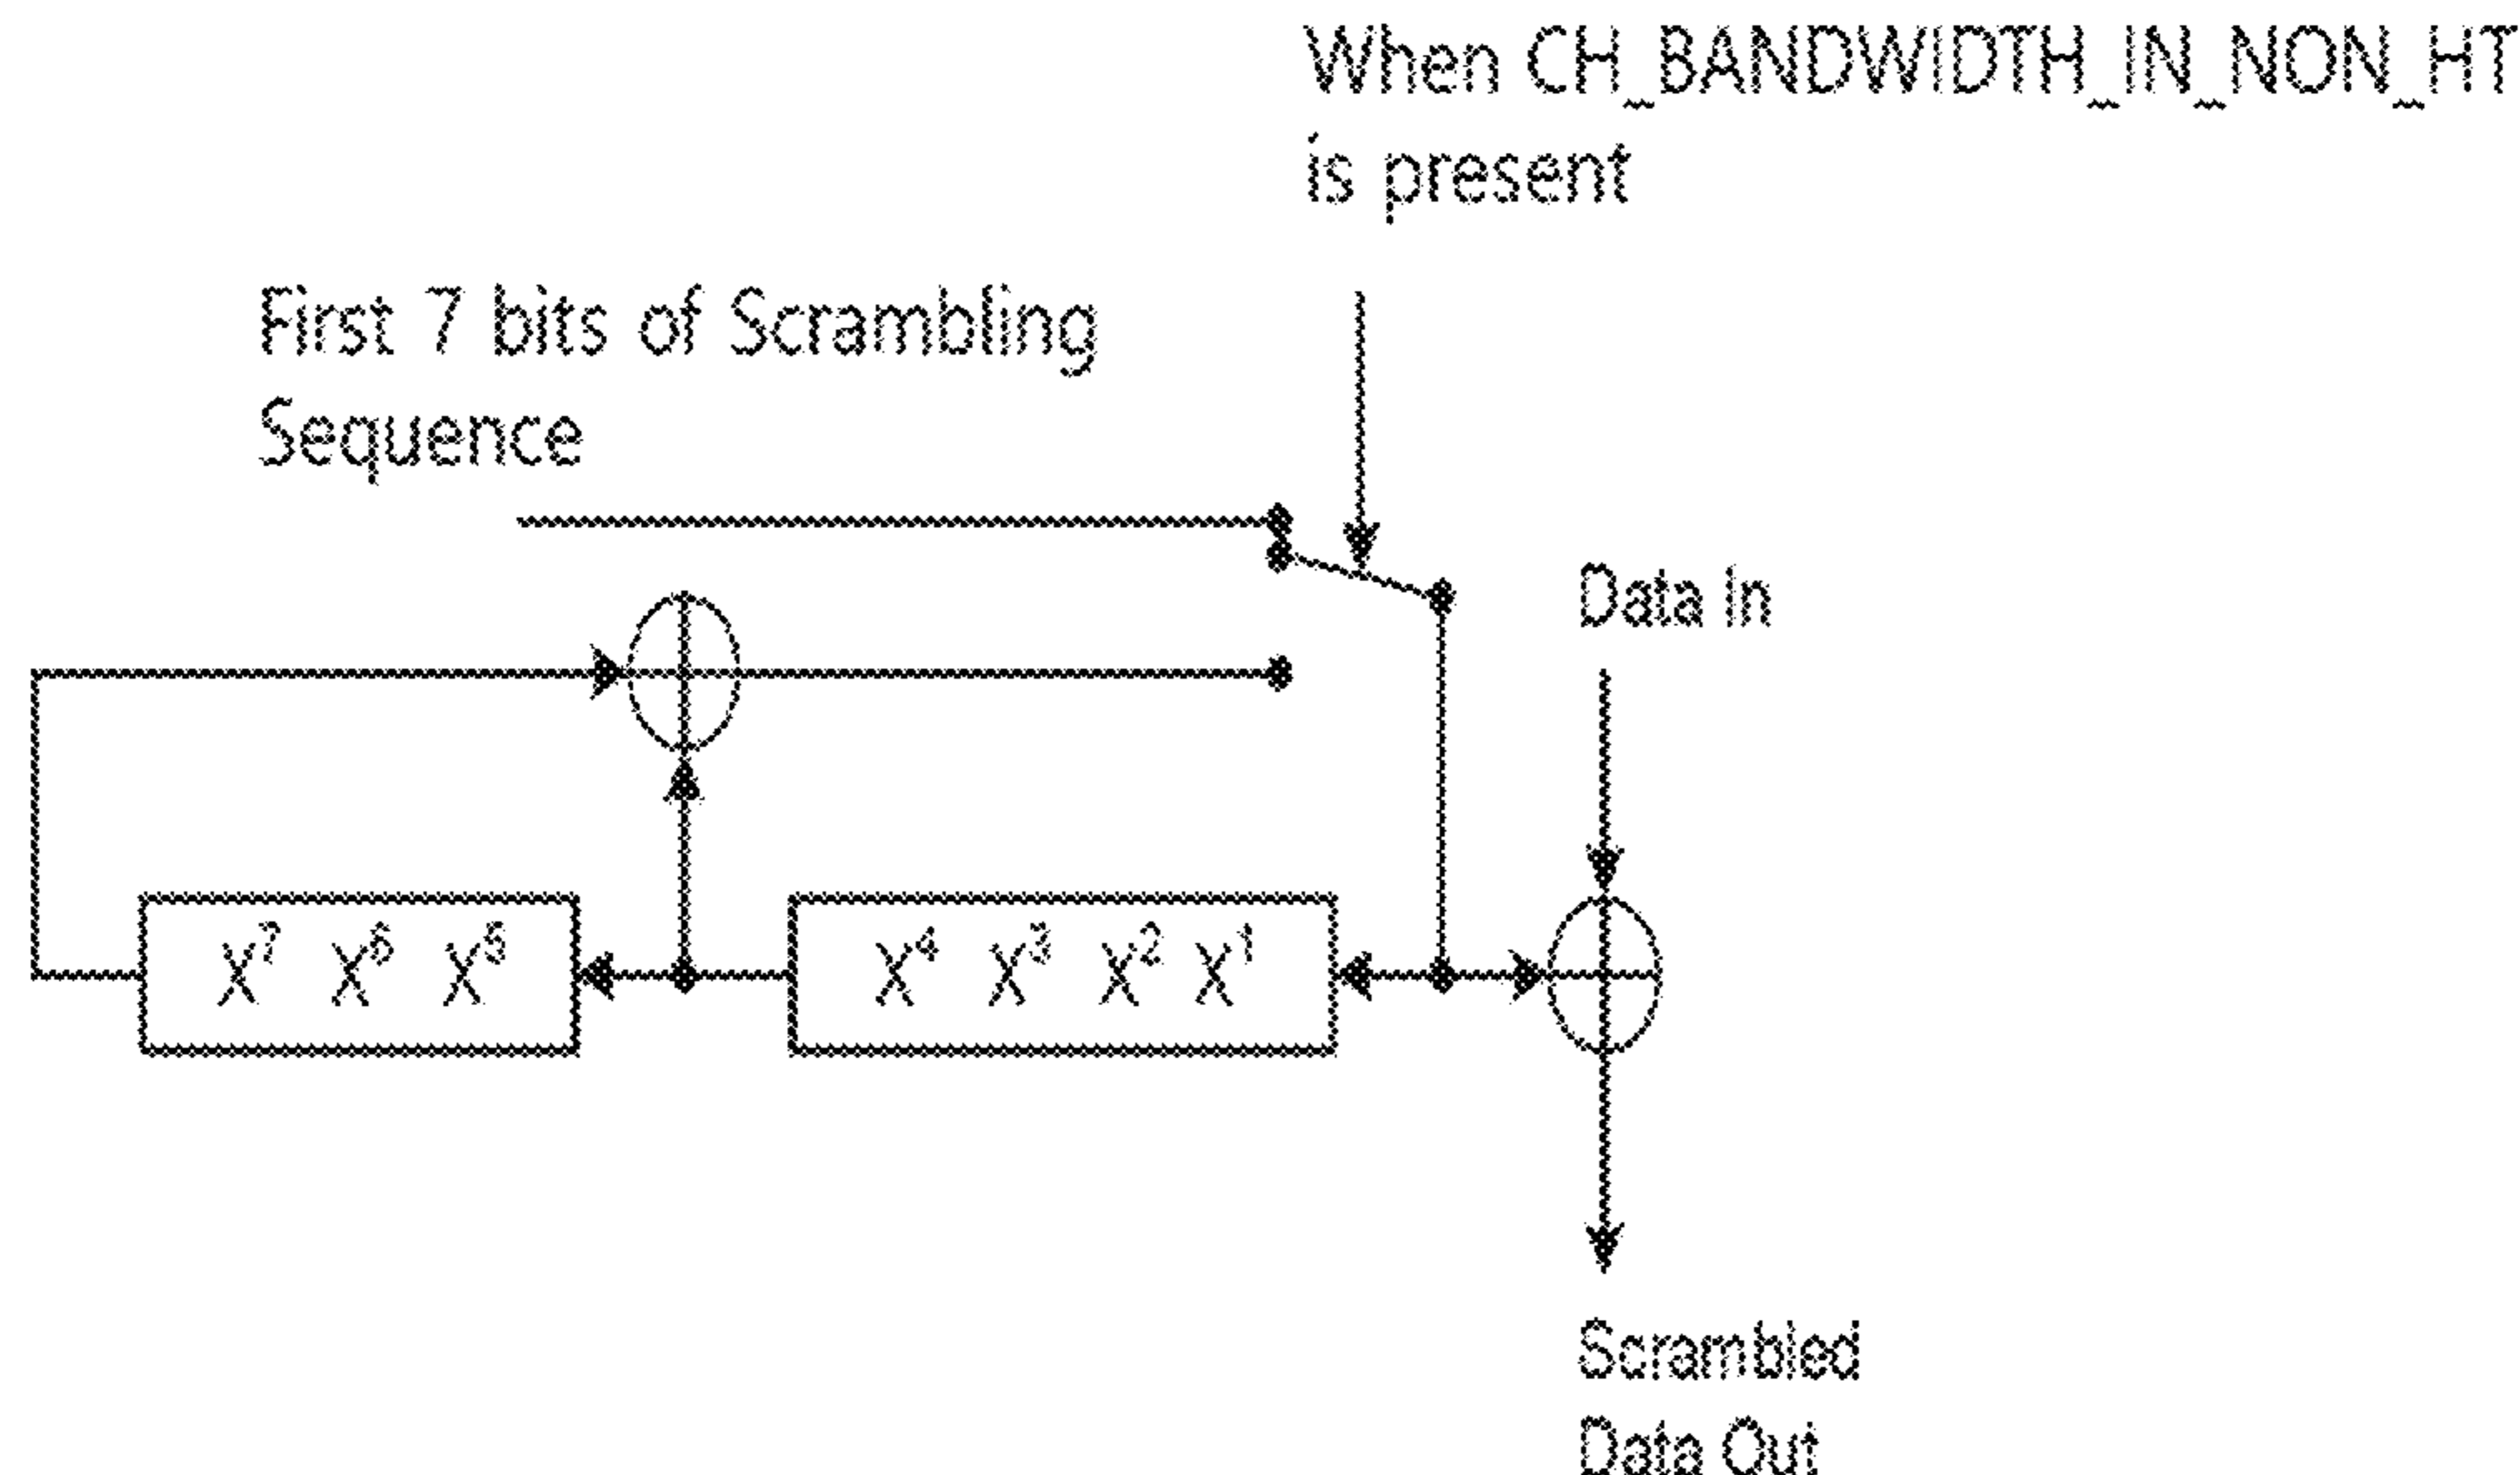 When CH_BANDWIDTH_IN_NON_HT
is present
First 7 bits of Scrambling
Sequence
Data In
X⁷ X⁶ X⁵
X⁴ X³ X² X¹
Scrambled
Data Out